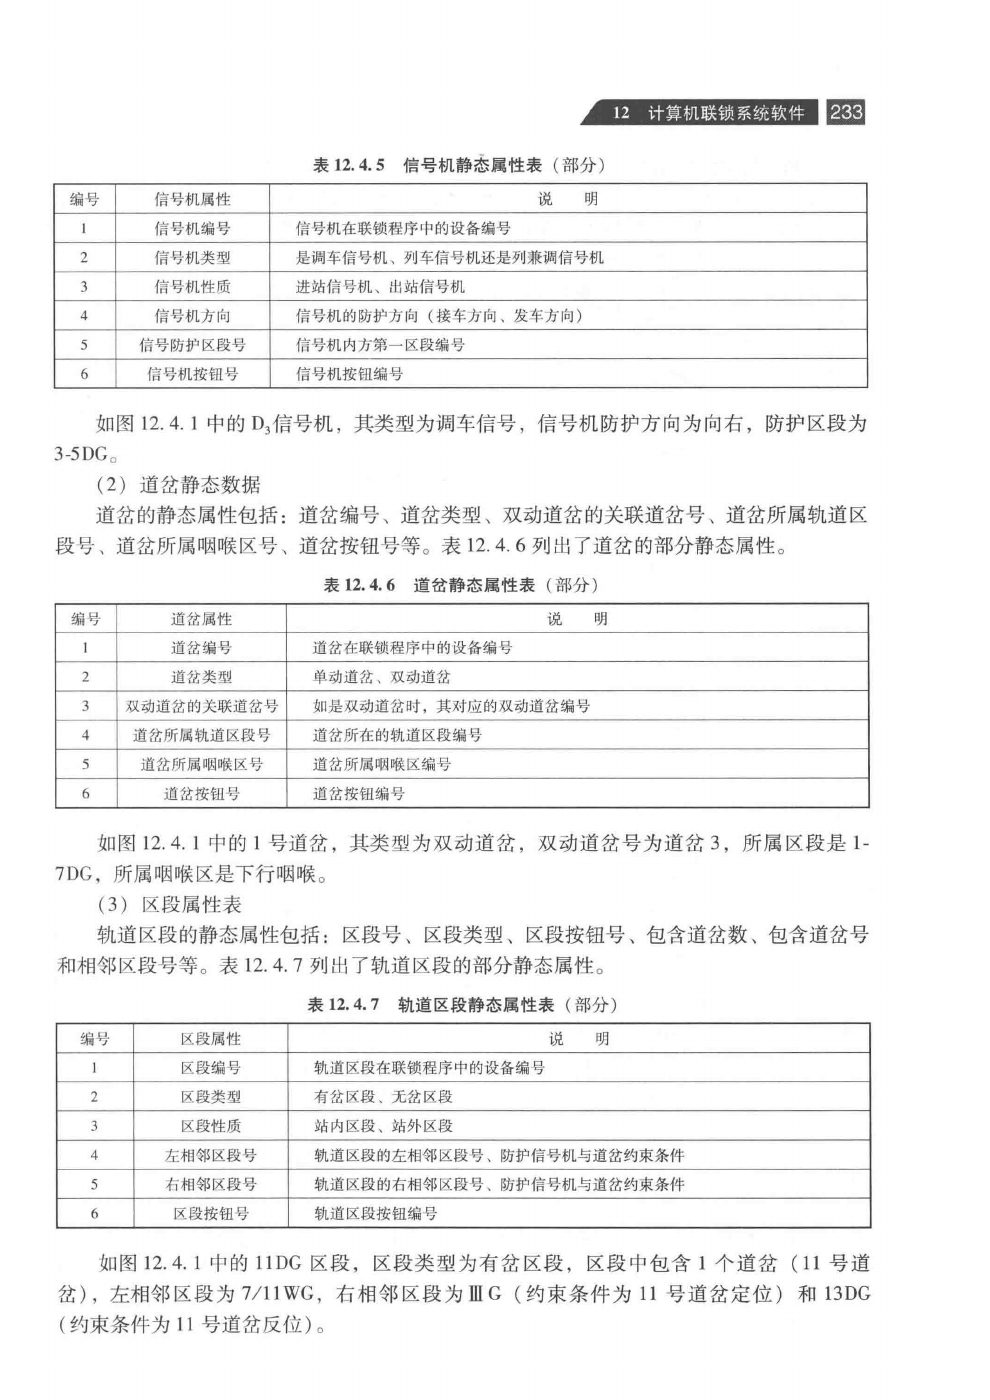 12 计算机联锁系统软件 233
表 12.4.5 信号机静态属性表（部分）
编号 信号机属性 说 明
1 信号机编号 信号机在联锁程序中的设备编号
2 信号机类型 是调车信号机、列车信号机还是列兼调信号机
3 信号机性质 进站信号机、出站信号机
4 信号机方向 信号机的防护方向（接车方向、发车方向）
5 信号防护区段号 信号机内方第一区段编号
6 信号机按钮号 信号机按钮编号
如图 12.4.1 中的 D₃信号机，其类型为调车信号，信号机防护方向为向右，防护区段为
3-5DG。
（2）道岔静态数据
道岔的静态属性包括：道岔编号、道岔类型、双动道岔的关联道岔号、道岔所属轨道区
段号、道岔所属咽喉区号、道岔按钮号等。表 12.4.6 列出了道岔的部分静态属性。
表 12.4.6 道岔静态属性表（部分）
编号 道岔属性 说 明
1 道岔编号 道岔在联锁程序中的设备编号
2 道岔类型 单动道岔、双动道岔
3 双动道岔的关联道岔号 如是双动道岔时，其对应的双动道岔编号
4 道岔所属轨道区段号 道岔所在的轨道区段编号
5 道岔所属咽喉区号 道岔所属咽喉区编号
6 道岔按钮号 道岔按钮编号
如图 12.4.1 中的 1 号道岔，其类型为双动道岔，双动道岔号为道岔 3，所属区段是 1-
7DG，所属咽喉区是下行咽喉。
（3）区段属性表
轨道区段的静态属性包括：区段号、区段类型、区段按钮号、包含道岔数、包含道岔号
和相邻区段号等。表 12.4.7 列出了轨道区段的部分静态属性。
表 12.4.7 轨道区段静态属性表（部分）
编号 区段属性 说 明
1 区段编号 轨道区段在联锁程序中的设备编号
2 区段类型 有岔区段、无岔区段
3 区段性质 站内区段、站外区段
4 左相邻区段号 轨道区段的左相邻区段号、防护信号机与道岔约束条件
5 右相邻区段号 轨道区段的右相邻区段号、防护信号机与道岔约束条件
6 区段按钮号 轨道区段按钮编号
如图 12.4.1 中的 11DG 区段，区段类型为有岔区段，区段中包含 1 个道岔（11 号道
岔），左相邻区段为 7/11WG，右相邻区段为ⅢG（约束条件为 11 号道岔定位）和 13DG
（约束条件为 11 号道岔反位）。